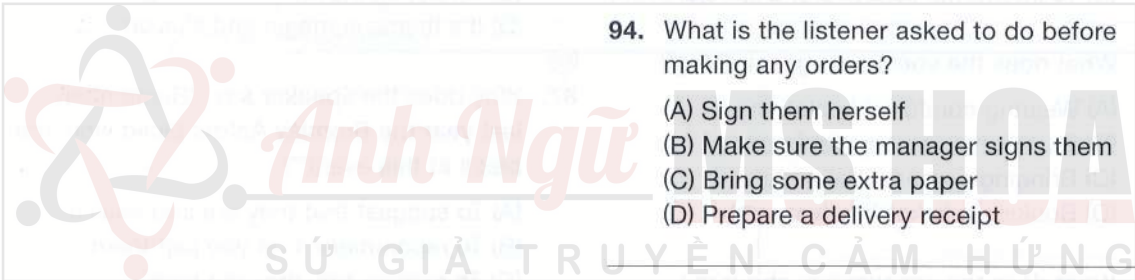 94. What is the listener asked to do before
making any orders?
(A) Sign them herself
(B) Make sure the manager signs them
(C) Bring some extra paper
(D) Prepare a delivery receipt
Anh Ngữ MS HOA
SỨ GIẢ TRUYỀN CẢM HỨNG